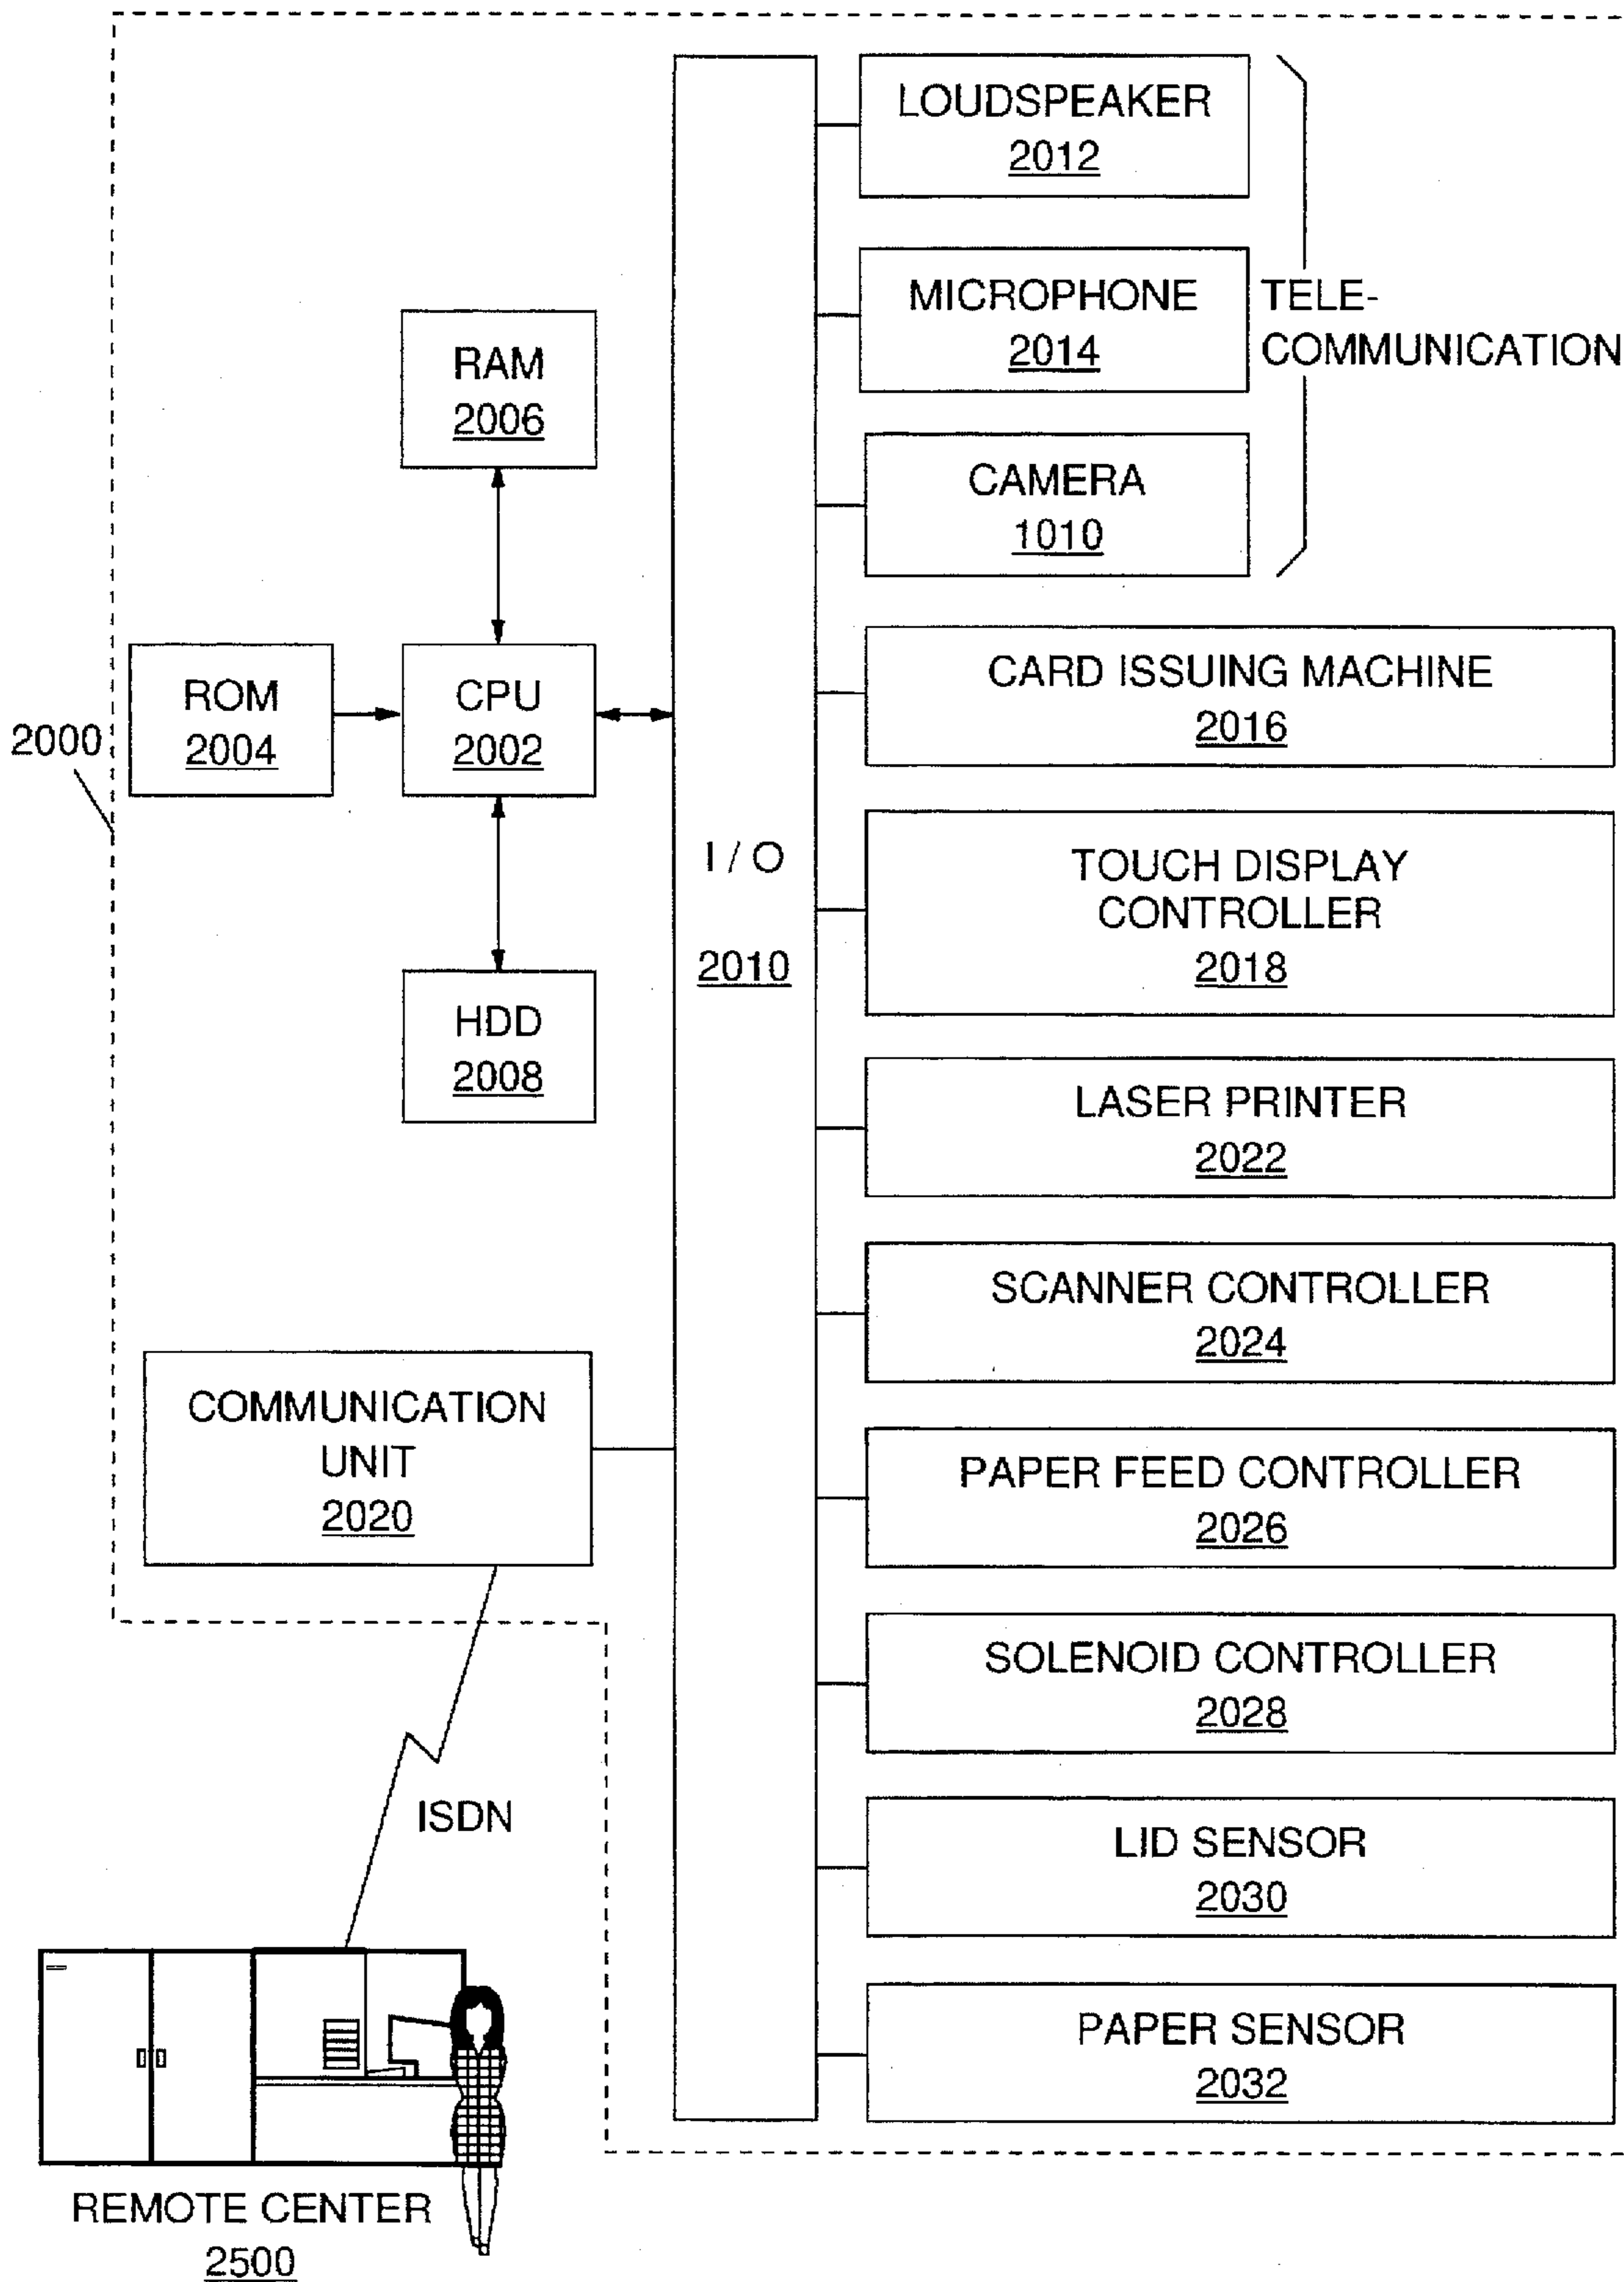 LOUDSPEAKER
2012
MICROPHONE
2014
TELE-
COMMUNICATION
CAMERA
1010
RAM
2006
ROM
2004
CPU
2002
2000
HDD
2008
I / O
2010
CARD ISSUING MACHINE
2016
TOUCH DISPLAY
CONTROLLER
2018
LASER PRINTER
2022
SCANNER CONTROLLER
2024
COMMUNICATION
UNIT
2020
PAPER FEED CONTROLLER
2026
SOLENOID CONTROLLER
2028
ISDN
LID SENSOR
2030
PAPER SENSOR
2032
REMOTE CENTER
2500